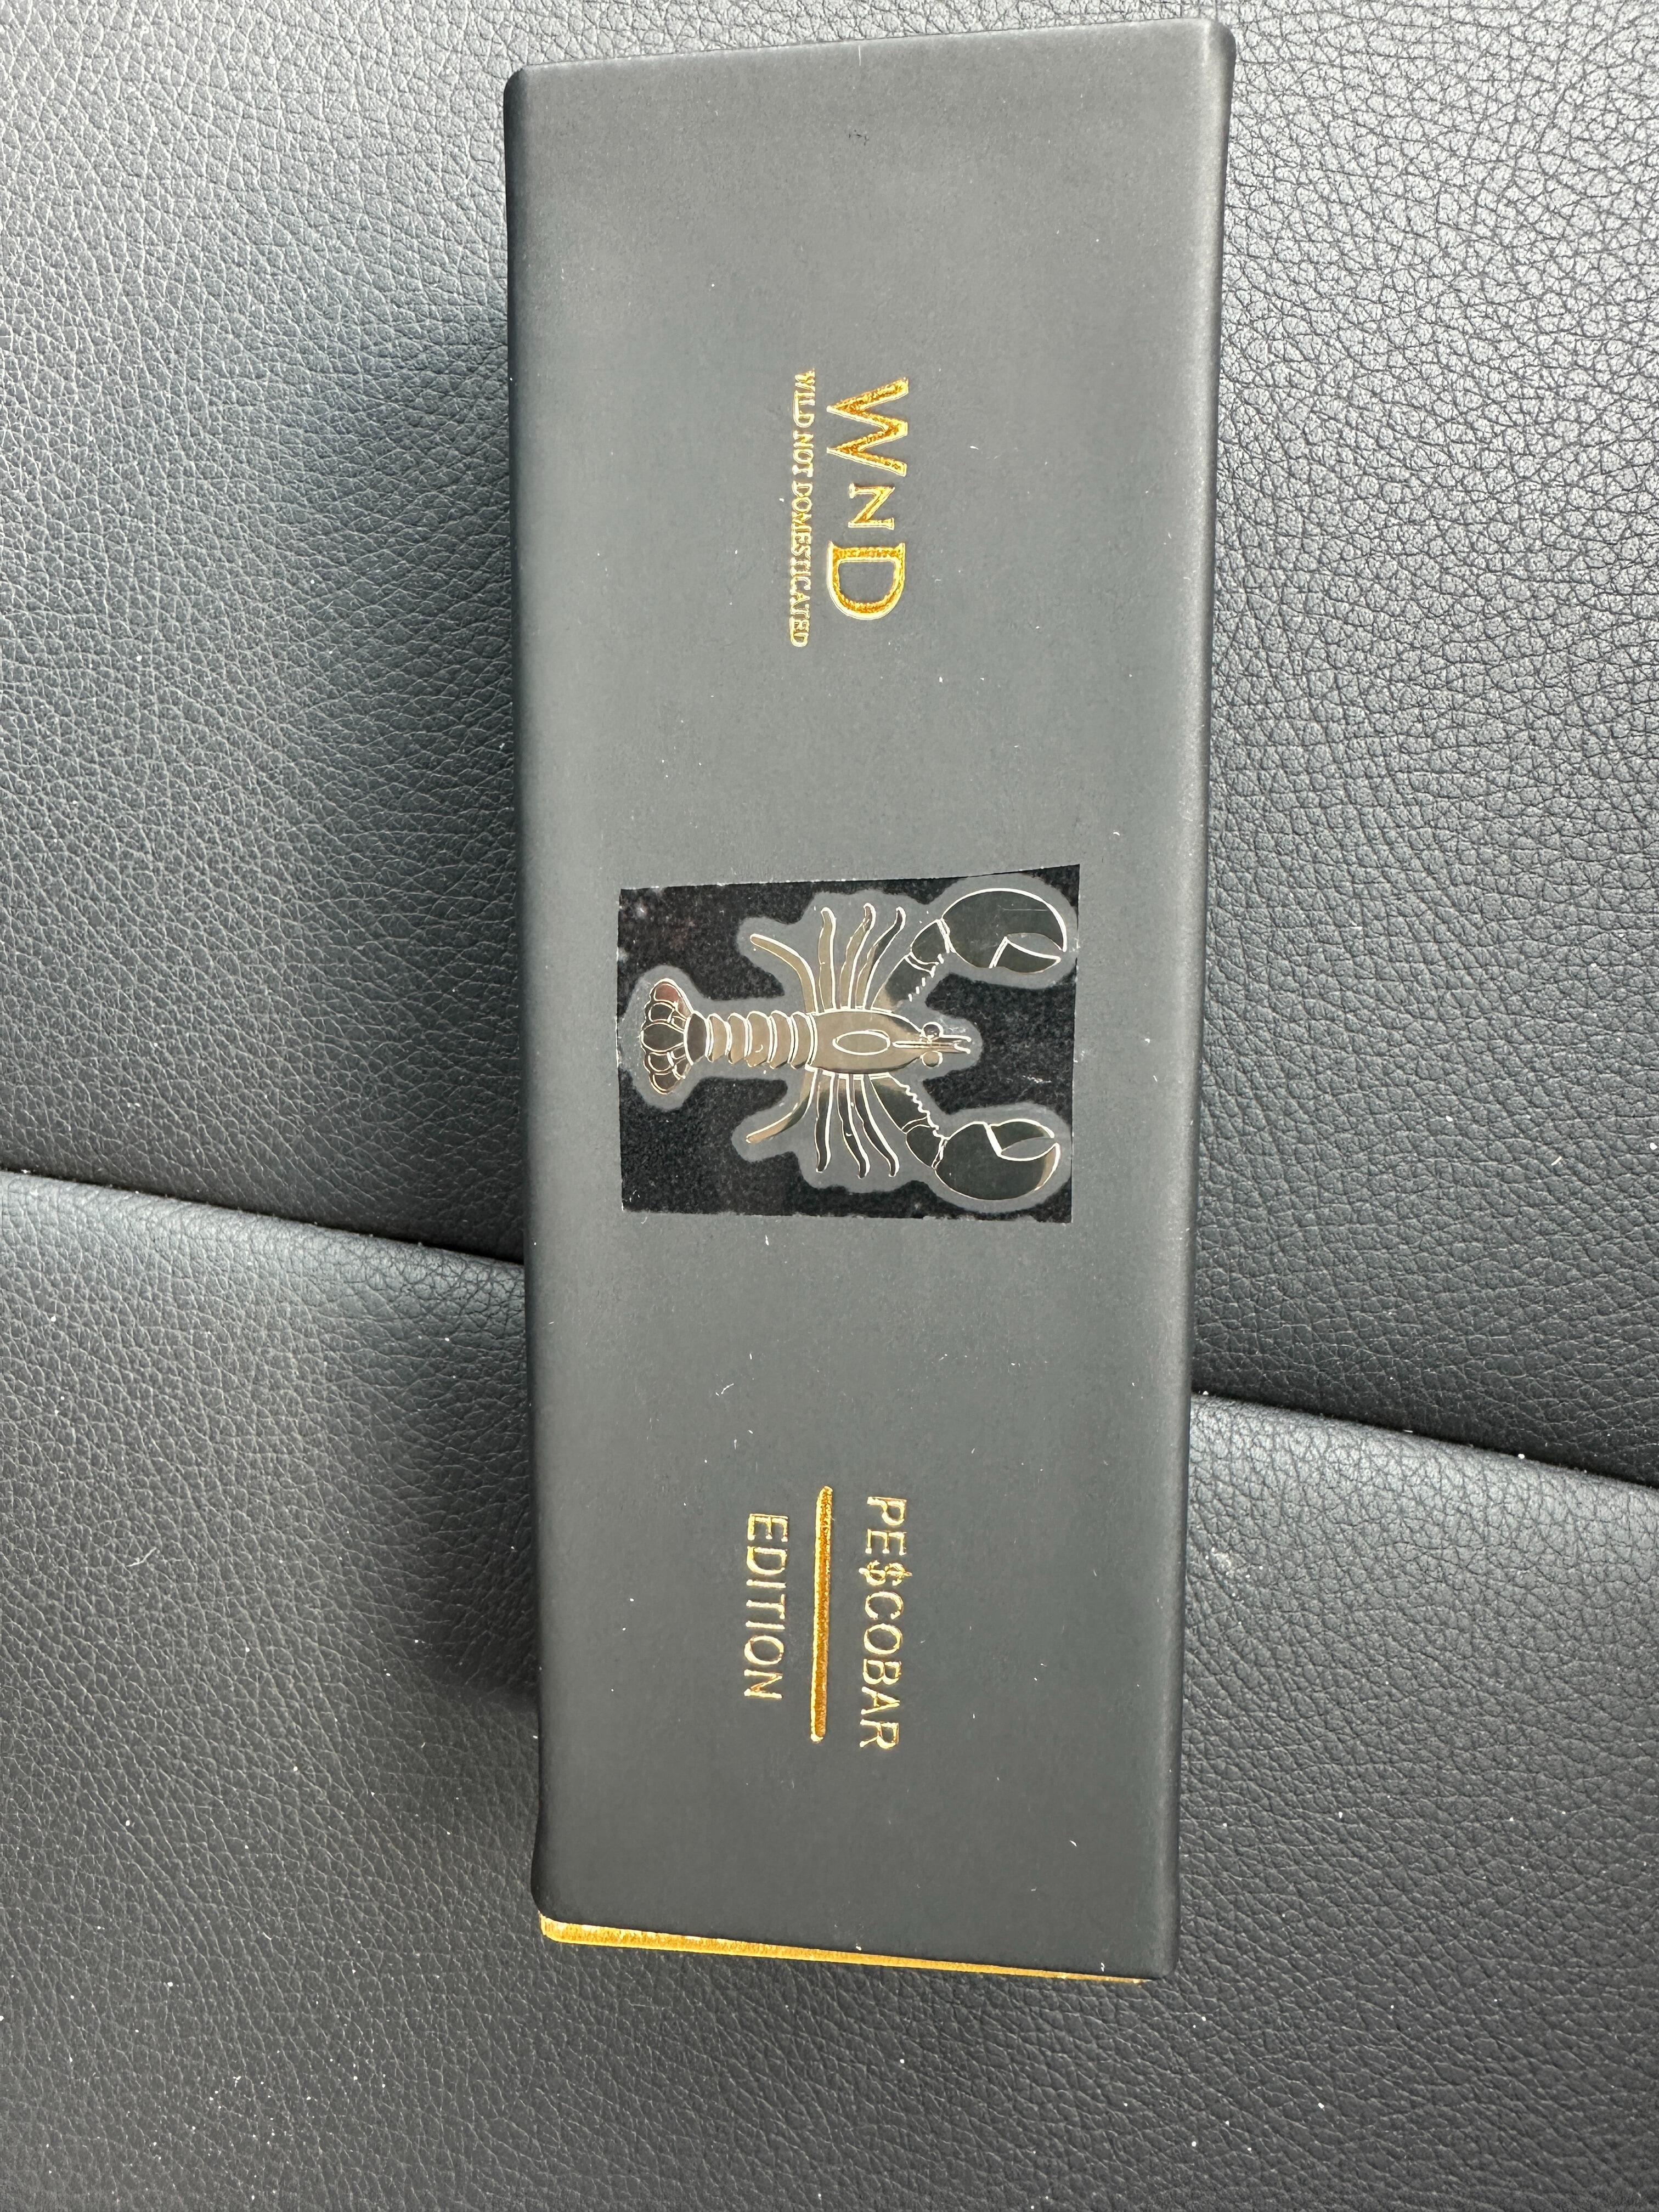 WND
WILD NOT DOMESTICATED
PE$COBAR
EDITION